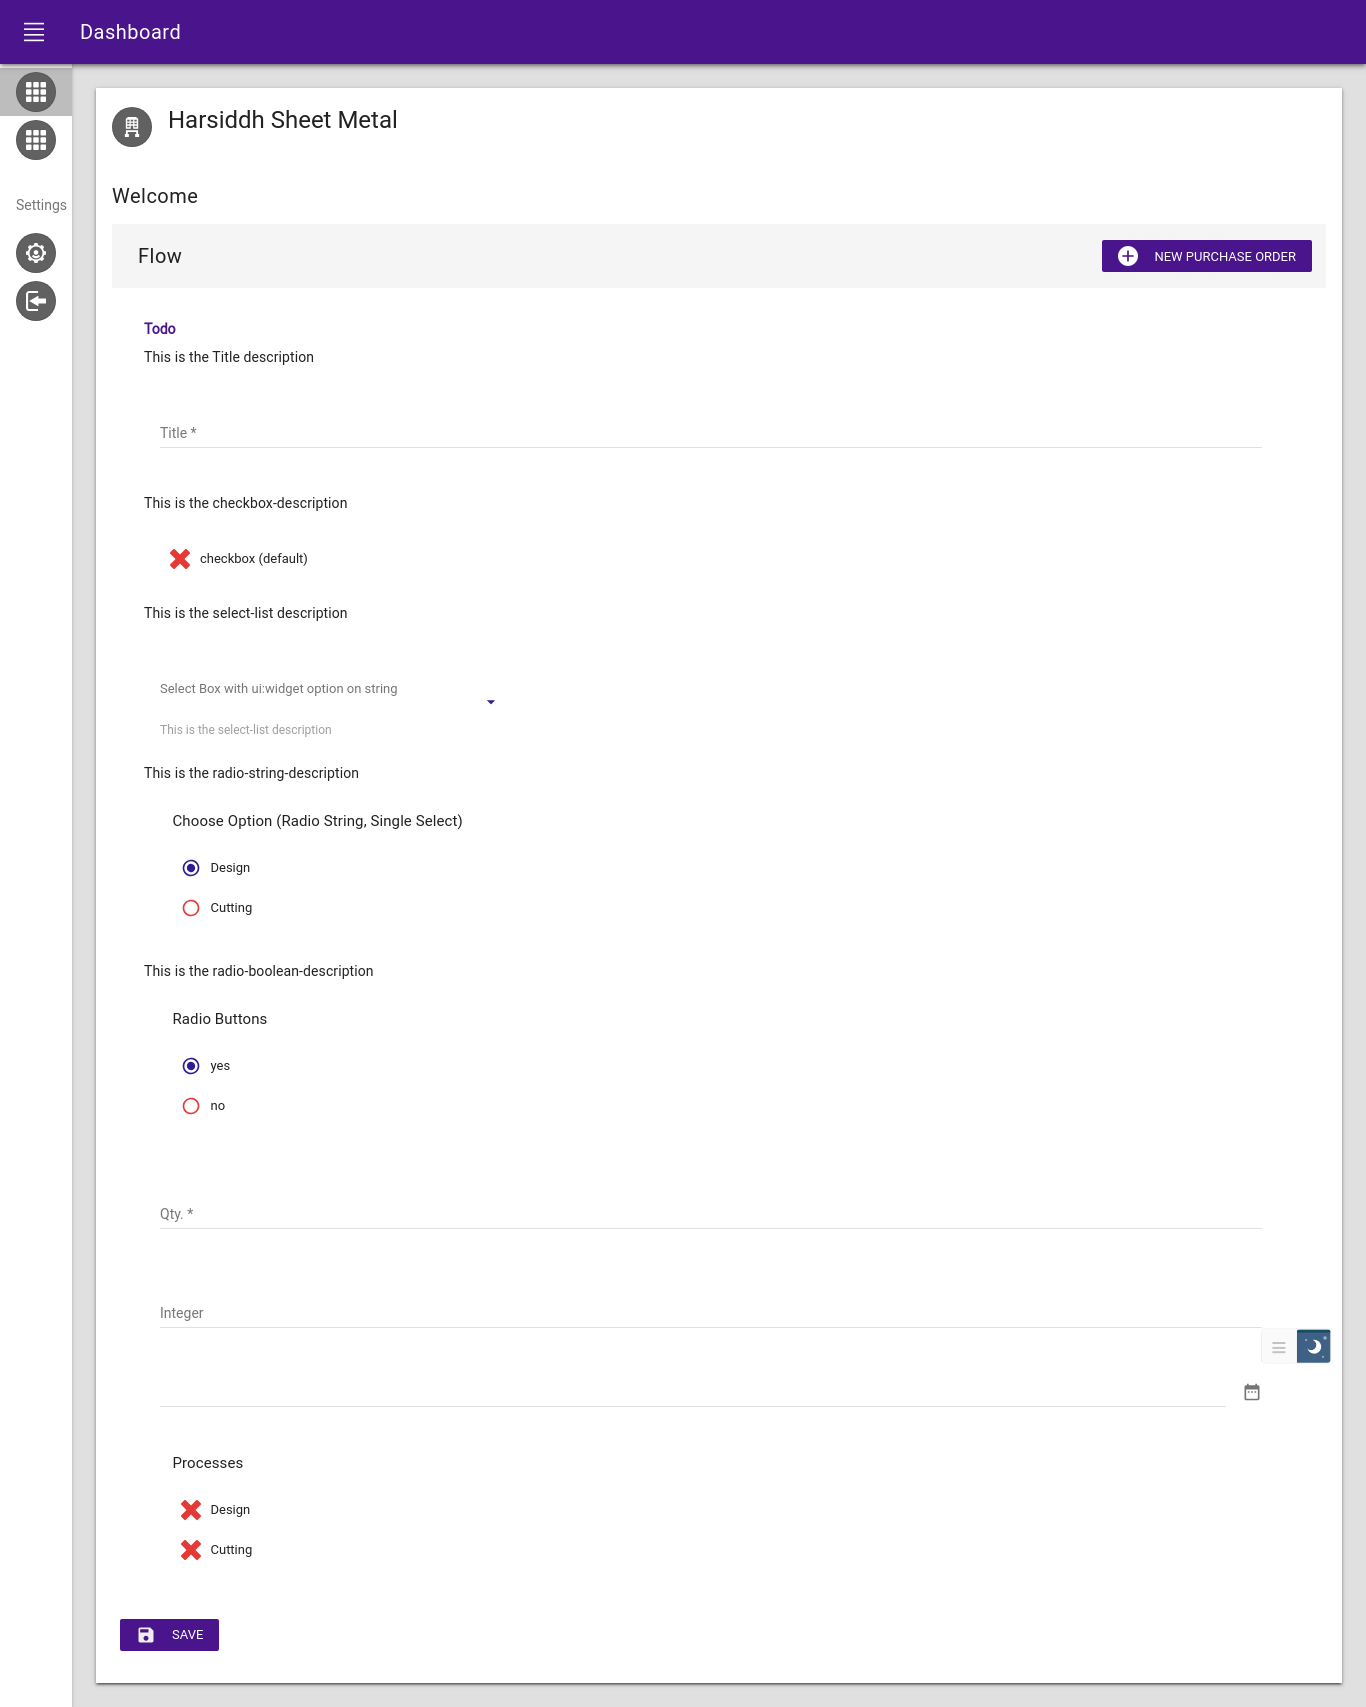 Dashboard
Harsiddh Sheet Metal
Welcome
Settings
Flow
NEW PURCHASE ORDER
Todo
This is the Title description
Title *
This is the checkbox-description
checkbox (default)
This is the select-list description
Select Box with ui:widget option on string
This is the select-list description
This is the radio-string-description
Choose Option (Radio String, Single Select)
Design
Cutting
This is the radio-boolean-description
Radio Buttons
yes
no
Qty. *
Integer
Processes
Design
Cutting
SAVE